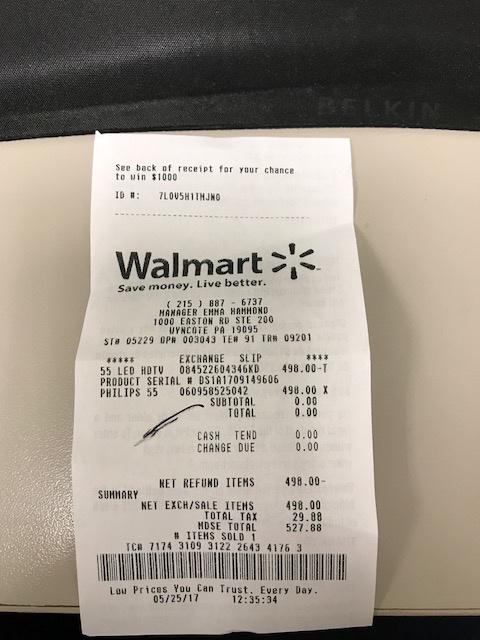 BELKIN
See back of receipt for your chance
to win $1000
ID #: 7L0V5H1TMJN0
Walmart
Save money. Live better.
( 215 ) 887 - 6737
MANAGER EMMA HAMMOND
1000 EASTON RD STE 200
WYNCOTE PA 19095
ST# 05229 OP# 003043 TE# 91 TR# 09201
***** EXCHANGE SLIP ****
55 LED HDTV 084522604346KD 498.00-T
PRODUCT SERIAL # DS1A1709149606
PHILIPS 55 060958525042 498.00 X
SUBTOTAL 0.00
TOTAL 0.00
CASH TEND 0.00
CHANGE DUE 0.00
NET REFUND ITEMS 498.00-
SUMMARY
NET EXCH/SALE ITEMS 498.00
TOTAL TAX 29.88
MDSE TOTAL 527.88
# ITEMS SOLD 1
TC# 7174 3109 3122 2643 4176 3
Low Prices You Can Trust. Every Day.
05/25/17 12:35:34